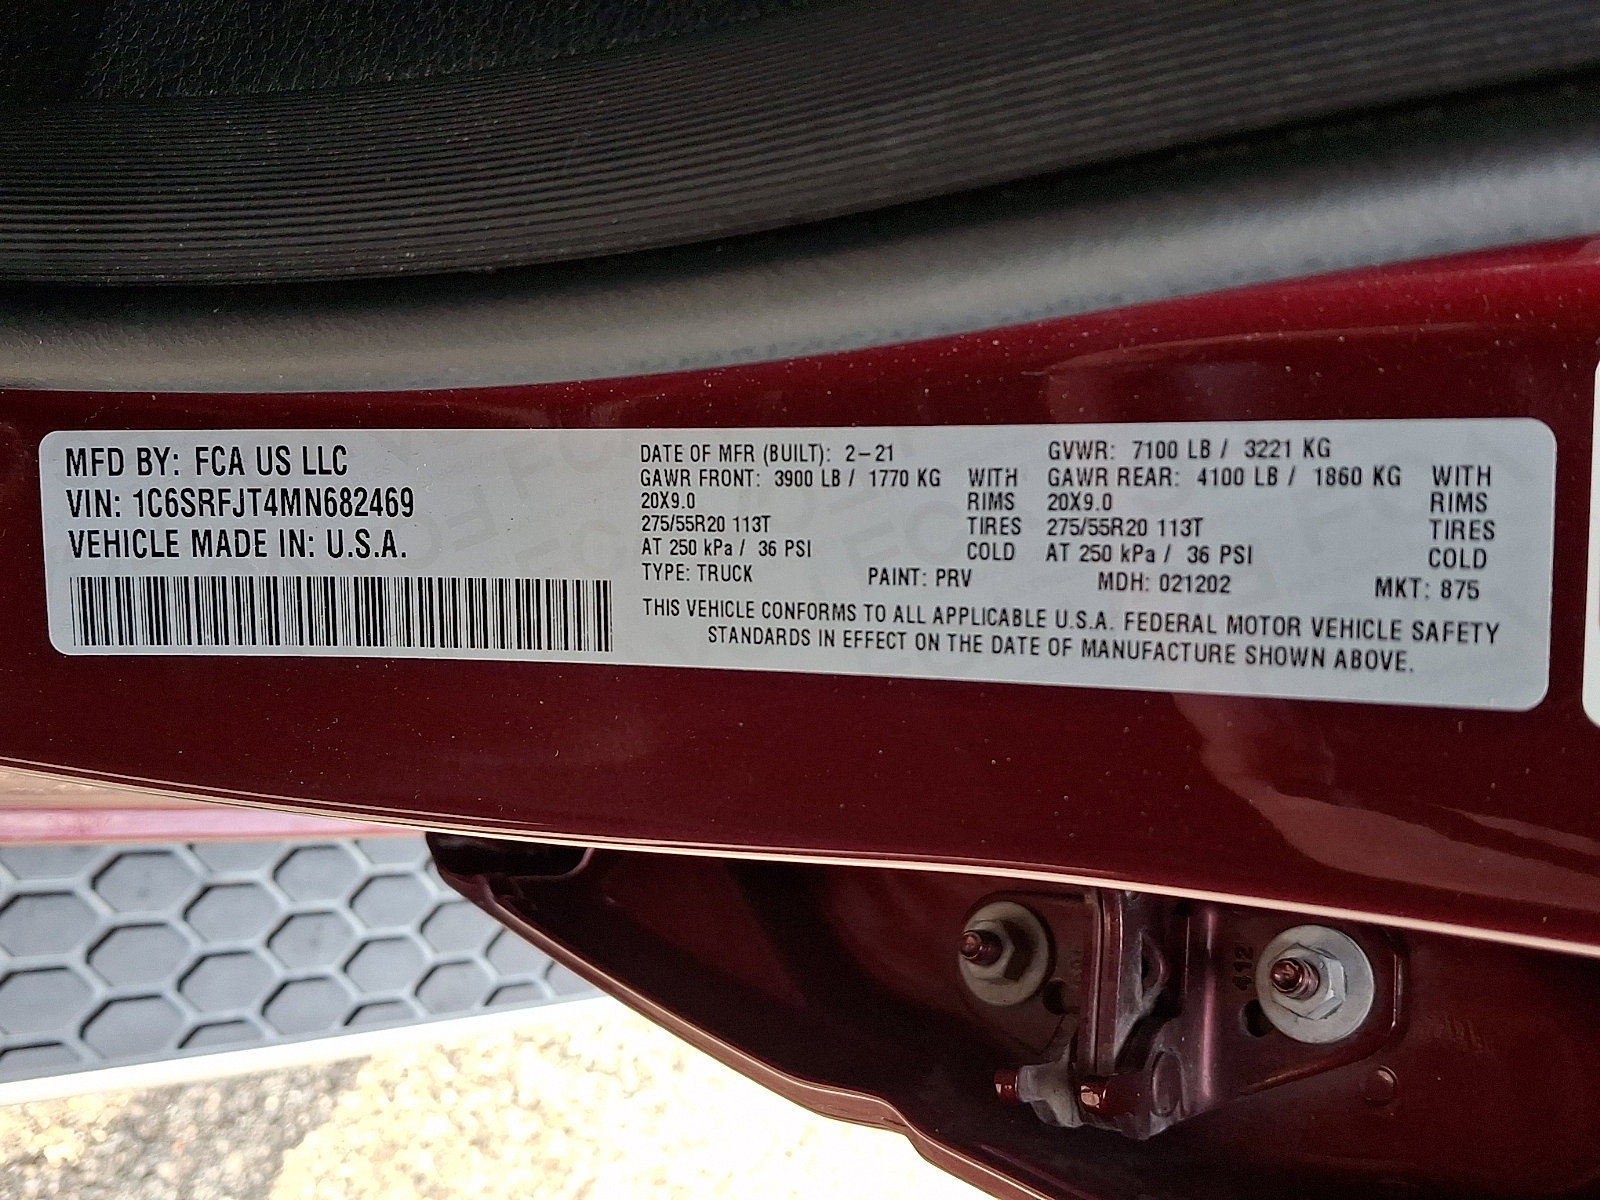 MFD BY: FCA US LLC
VIN: 1C6SRFJT4MN682469
VEHICLE MADE IN: U.S.A.
DATE OF MFR (BUILT): 2-21 GVWR: 7100 LB / 3221 KG
GAWR FRONT: 3900 LB / 1770 KG WITH GAWR REAR: 4100 LB / 1860 KG WITH
20X9.0 RIMS 20X9.0 RIMS
275/55R20 113T TIRES 275/55R20 113T TIRES
AT 250 kPa / 36 PSI COLD AT 250 kPa / 36 PSI COLD
TYPE: TRUCK PAINT: PRV MDH: 021202 MKT: 875
THIS VEHICLE CONFORMS TO ALL APPLICABLE U.S.A. FEDERAL MOTOR VEHICLE SAFETY
STANDARDS IN EFFECT ON THE DATE OF MANUFACTURE SHOWN ABOVE.
412